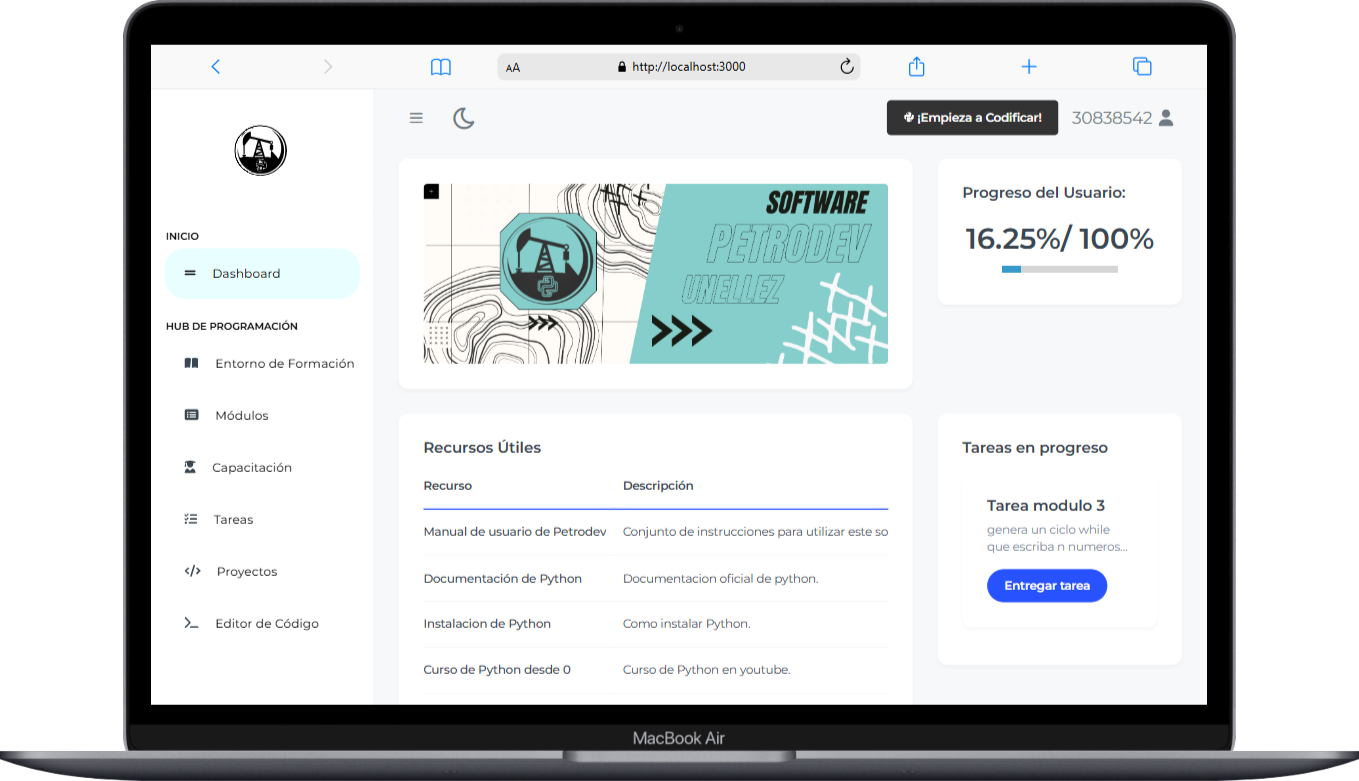 AA
http://localhost:3000
¡Empieza a Codificar!
30838542
INICIO
Dashboard
HUB DE PROGRAMACIÓN
Entorno de Formación
Módulos
Capacitación
Tareas
Proyectos
Editor de Código
SOFTWARE
PETRODEV
UNELLEZ
Progreso del Usuario:
16.25%/ 100%
Recursos Útiles
Recurso Descripción
Manual de usuario de Petrodev Conjunto de instrucciones para utilizar este so
Documentación de Python Documentacion oficial de python.
Instalacion de Python Como instalar Python.
Curso de Python desde 0 Curso de Python en youtube.
Tareas en progreso
Tarea modulo 3
genera un ciclo while
que escriba n numeros...
Entregar tarea
MacBook Air